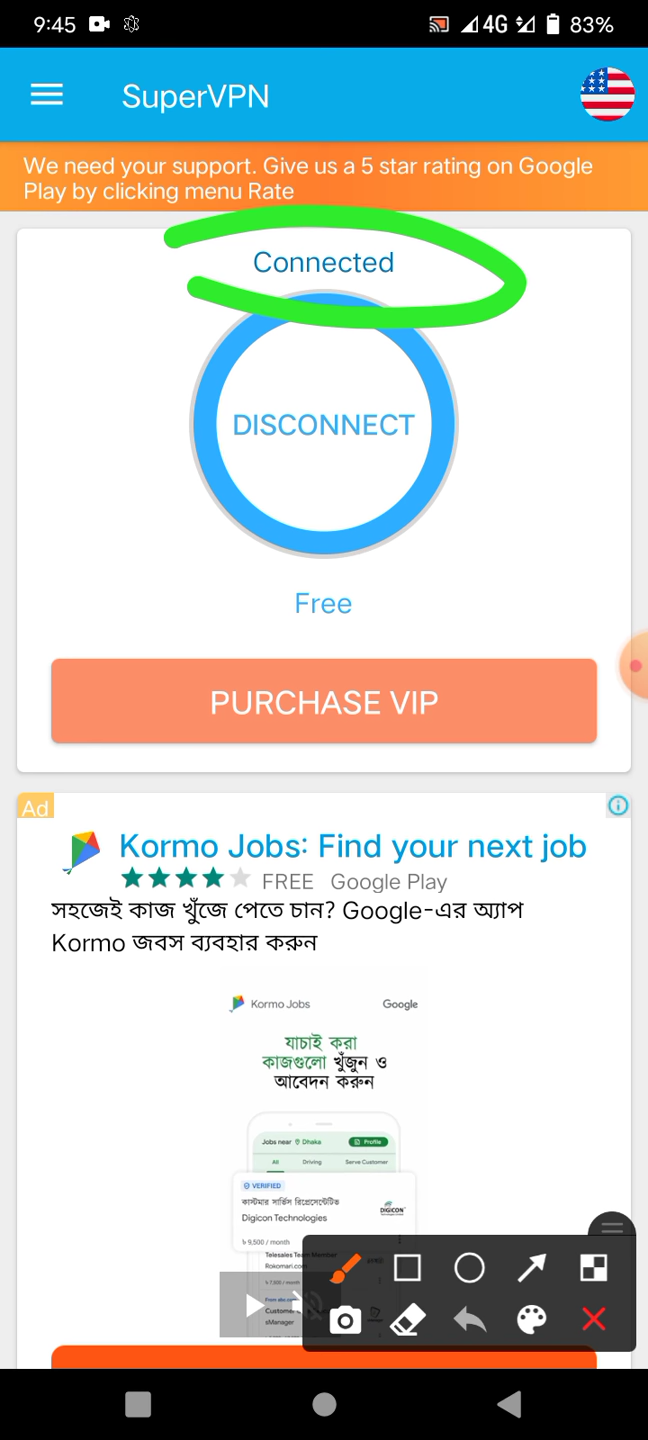 9:45
4G
83%
SuperVPN
We need your support. Give us a 5 star rating on Google
Play by clicking menu Rate
Connected
DISCONNECT
Free
PURCHASE VIP
Ad
Kormo Jobs: Find your next job
FREE Google Play
সহজেই কাজ খুঁজে পেতে চান? Google-এর অ্যাপ
Kormo জবস ব্যবহার করুন
Kormo Jobs
Google
যাচাই করা
কাজগুলো খুঁজুন ও
আবেদন করুন
Jobs near Dhaka
Profile
All
Driving
Serve Customer
VERIFIED
কাস্টমার সার্ভিস রিপ্রেসেন্টেটিভ
Digicon Technologies
DIGICON
৳ 9,500 / month
Telesales Team Member
Rokomari.com
৳ 7,500 / month
sManager